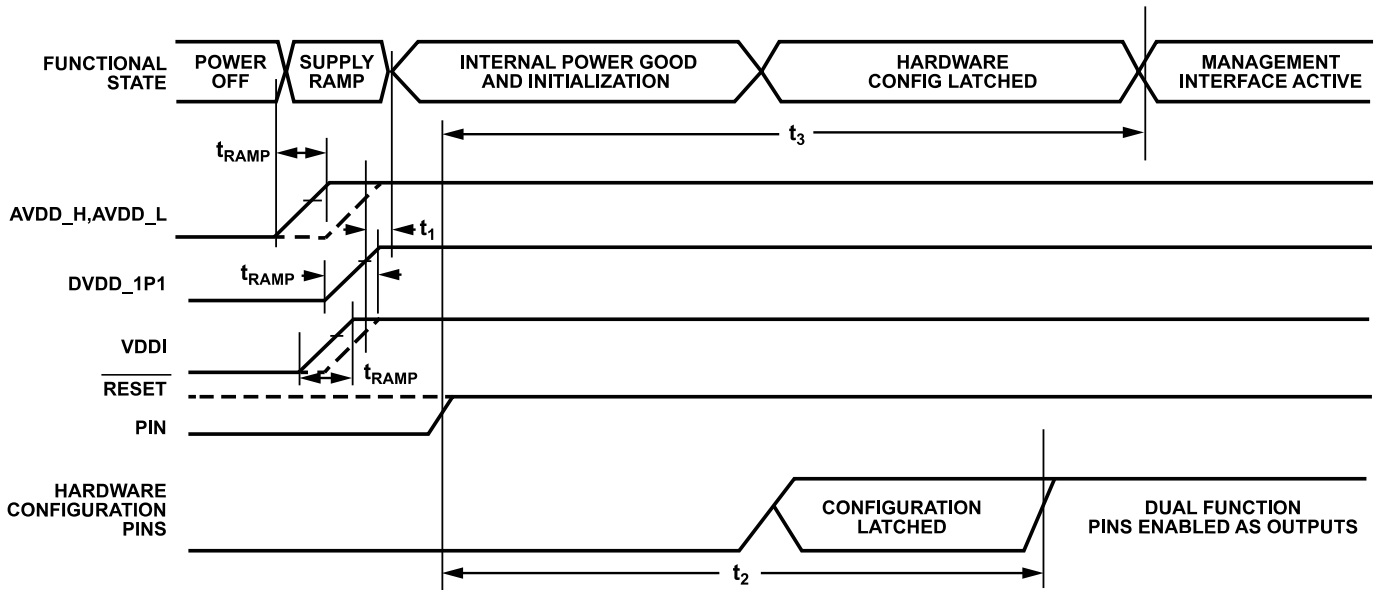 FUNCTIONAL
STATE
POWER
OFF
SUPPLY
RAMP
INTERNAL POWER GOOD
AND INITIALIZATION
HARDWARE
CONFIG LATCHED
MANAGEMENT
INTERFACE ACTIVE
t3
tRAMP
AVDD_H,AVDD_L
t1
tRAMP
DVDD_1P1
VDDI
tRAMP
RESET
PIN
HARDWARE
CONFIGURATION
PINS
CONFIGURATION
LATCHED
DUAL FUNCTION
PINS ENABLED AS OUTPUTS
t2